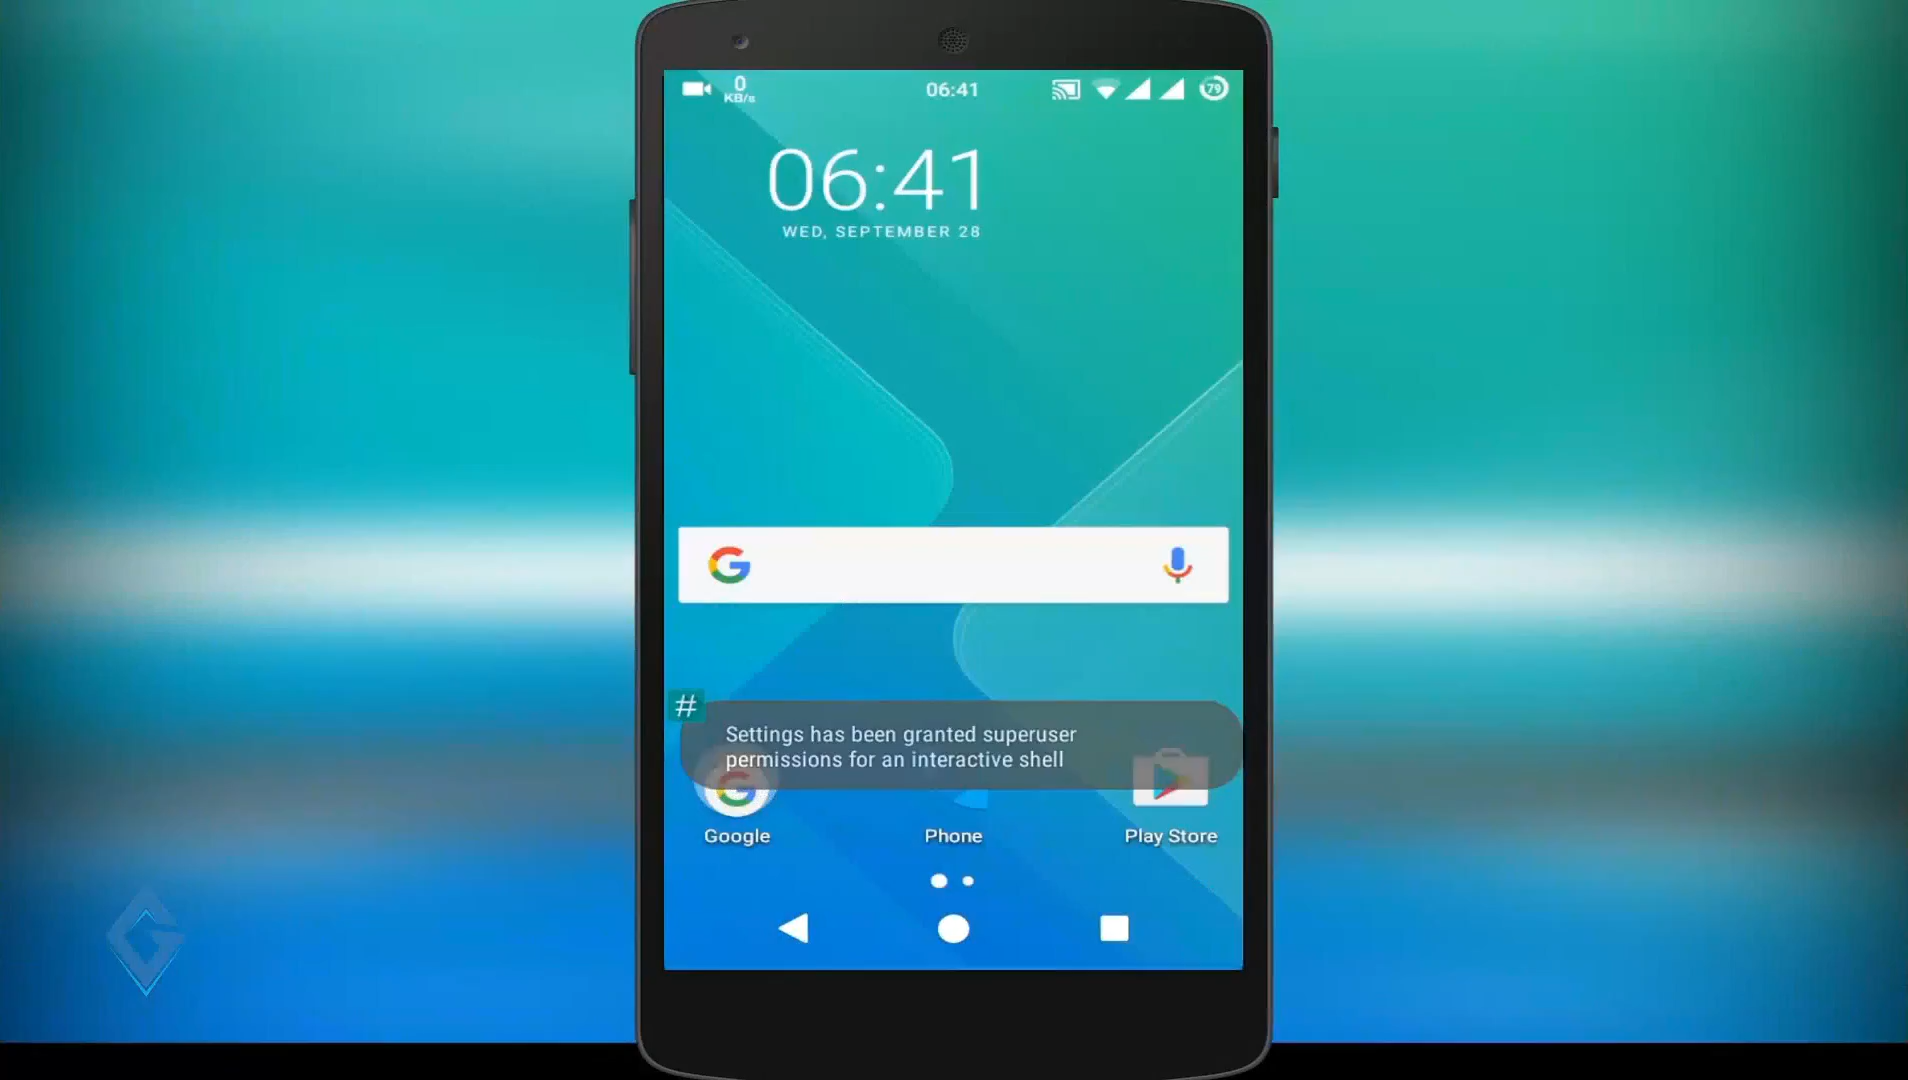 0
KB/s
06:41
79
06:41
WED, SEPTEMBER 28
#
Settings has been granted superuser
permissions for an interactive shell
Google
Phone
Play Store